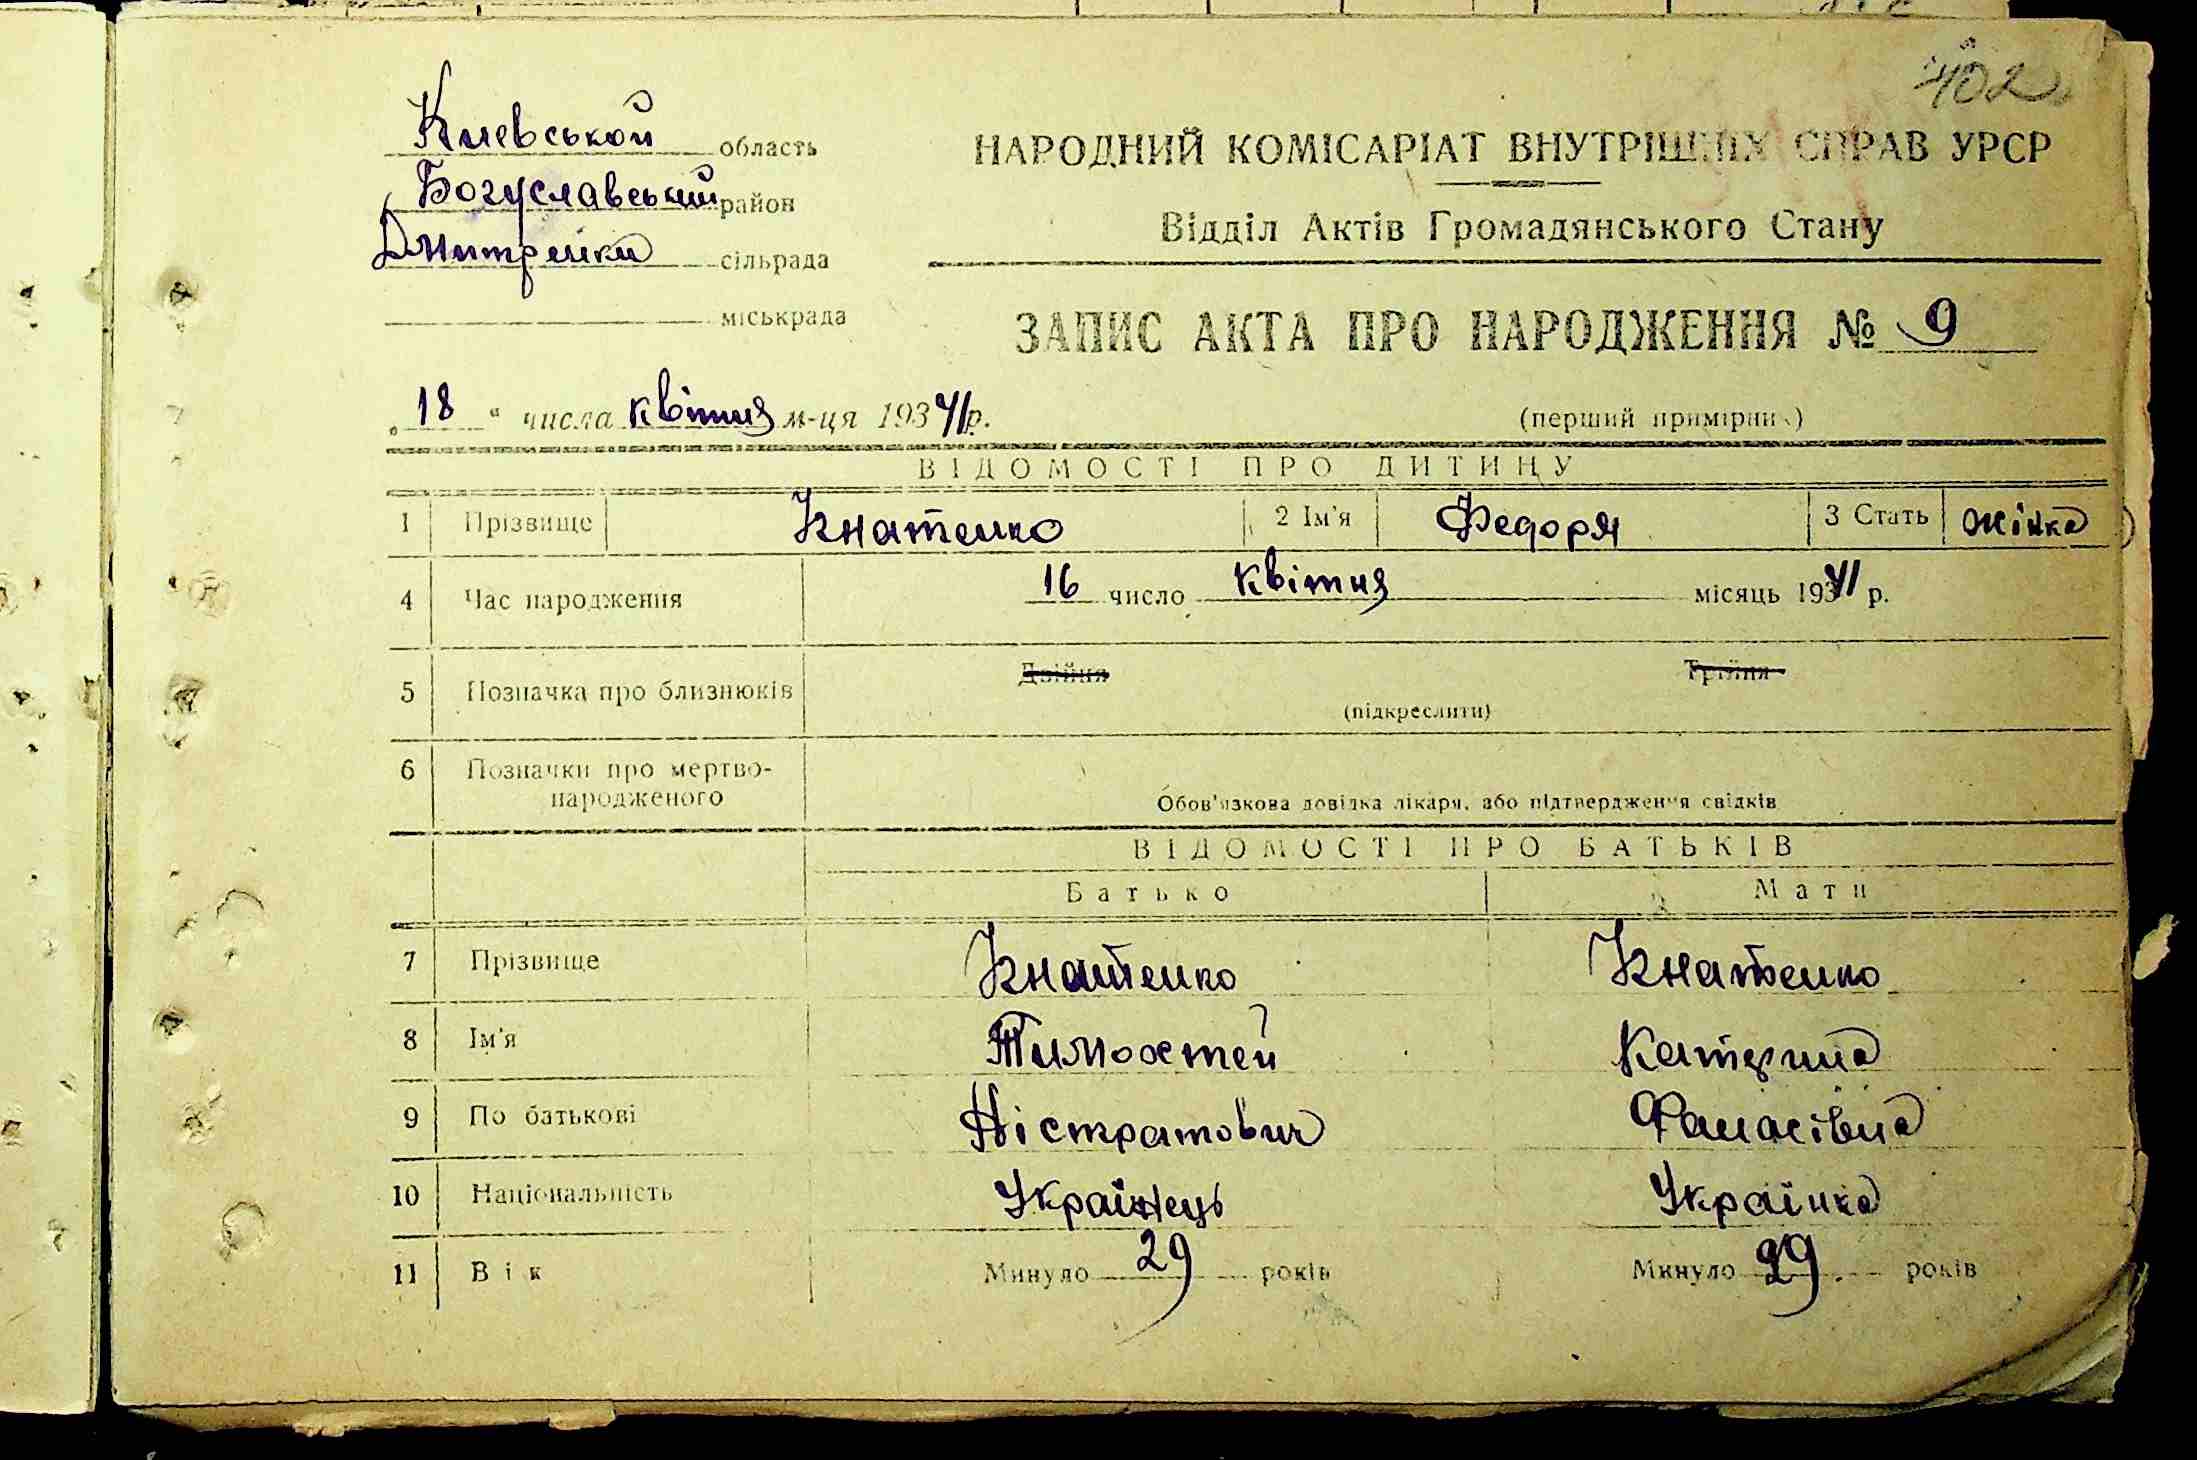 402
Киевськой область
Богуславський район
сільрада
міськрада
НАРОДНИЙ КОМІСАРІАТ ВНУТРІШНІХ СПРАВ УРСР
Відділ Актів Громадянського Стану
ЗАПИС АКТА ПРО НАРОДЖЕННЯ № 9
„ 18 “ числа квітня м-ця 1941 р.
(перший примірник)
ВІДОМОСТІ ПРО ДИТИНУ
1 Прізвище Кнатенко 2 Ім'я Федоря 3 Стать жінка
4 Час народження 16 число квітня місяць 1941 р.
5 Позначка про близнюків Двійня Трійня
(підкреслити)
6 Позначки про мертво-
народженого
Обов'язкова довідка лікаря, або підтвердження свідків
ВІДОМОСТІ ПРО БАТЬКІВ
Батько Мати
7 Прізвище Кнатенко Кнатенко
8 Ім'я Тимохтей Катерина
9 По батькові Ністратович Фанасівна
10 Національність Українець Українка
11 Вік Минуло 29 років Минуло 29 років